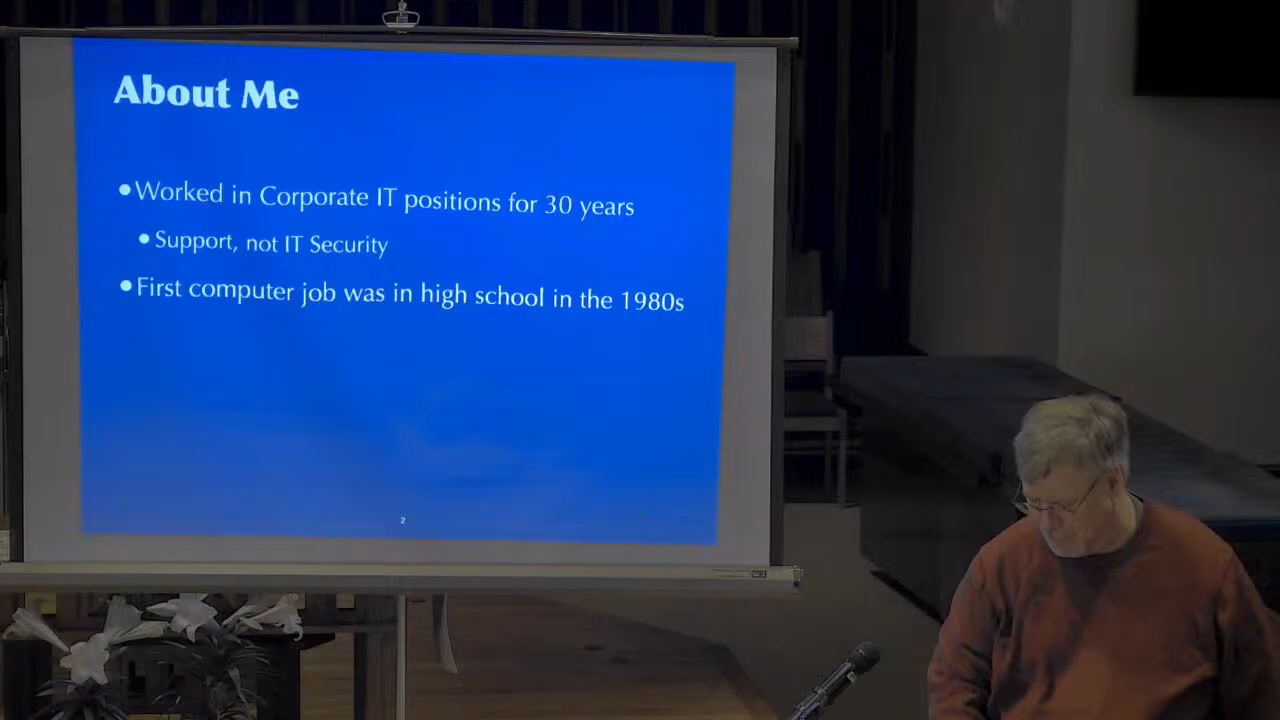 About Me
•Worked in Corporate IT positions for 30 years
•Support, not IT Security
•First computer job was in high school in the 1980s
2